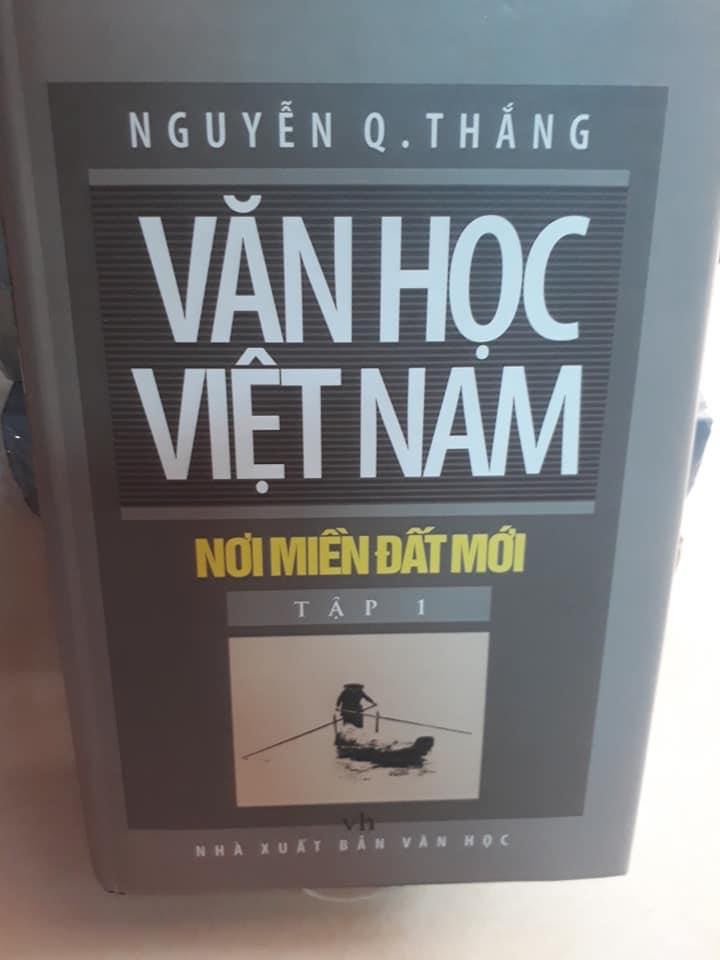 NGUYỄN Q. THẮNG
VĂN HỌC
VIỆT NAM
NƠI MIỀN ĐẤT MỚI
TẬP 1
vh
NHÀ XUẤT BẢN VĂN HỌC